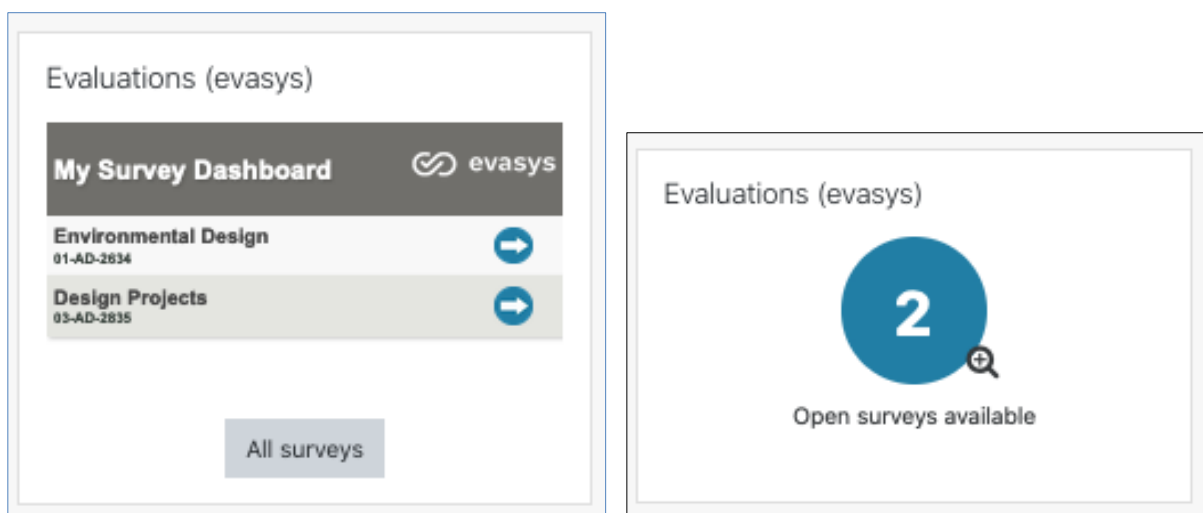 Evaluations (evasys)
My Survey Dashboard
evasys
Environmental Design
01-AD-2634
Design Projects
03-AD-2835
All surveys
Evaluations (evasys)
2
Open surveys available